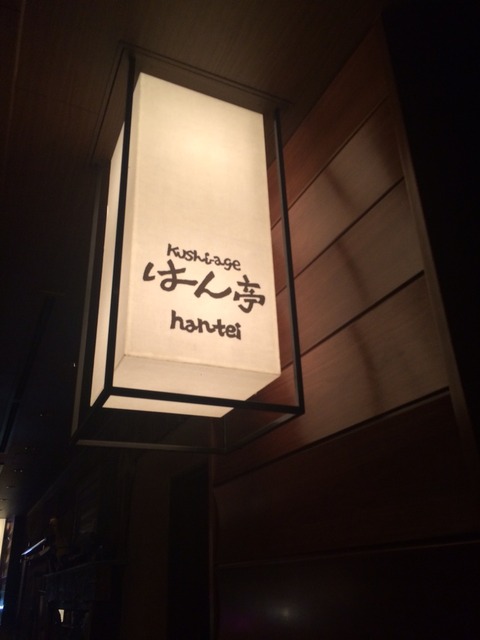 kushi-age
はん亭
hantei